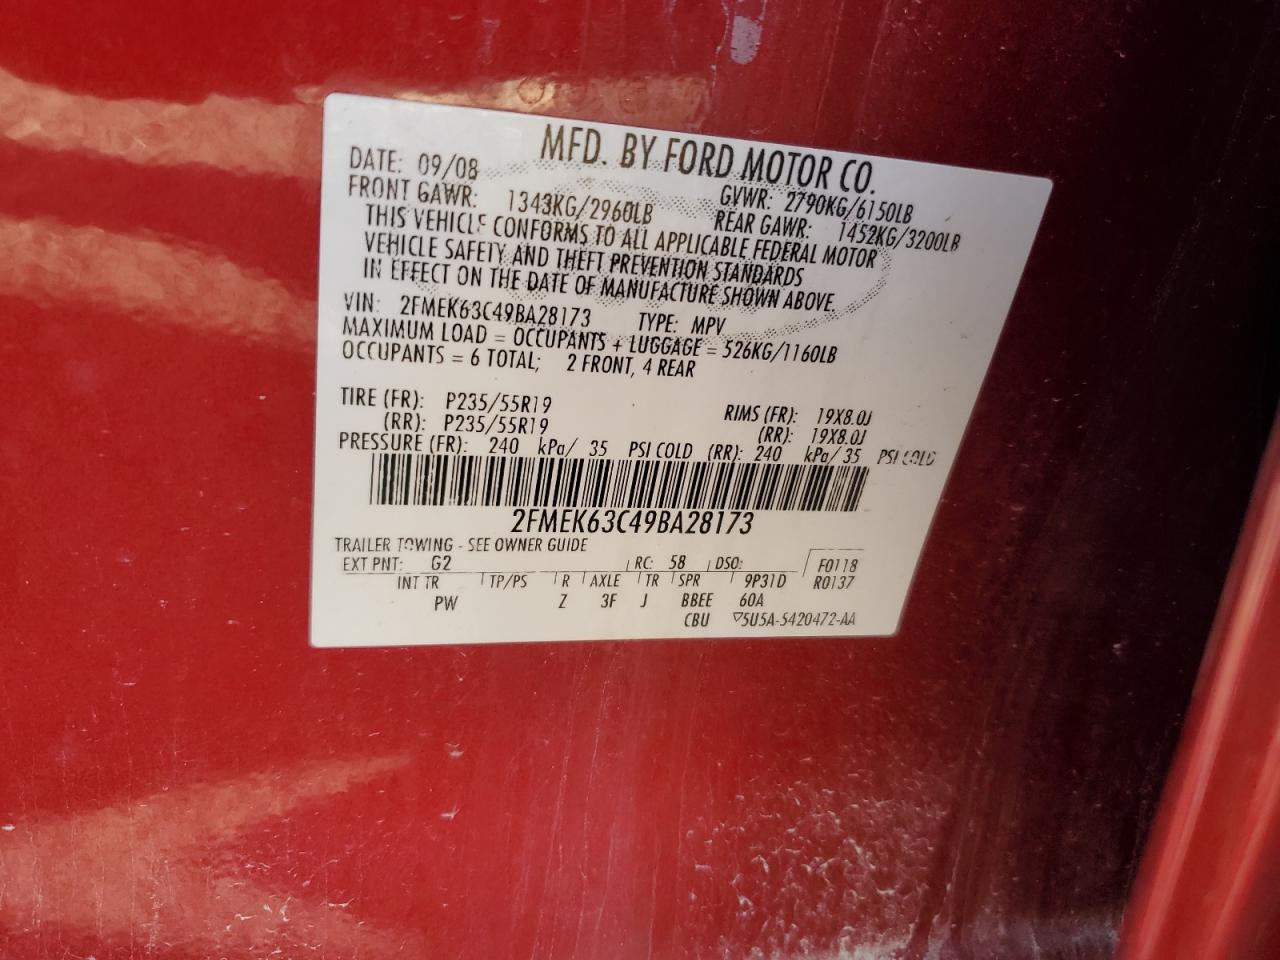 MFD. BY FORD MOTOR CO.
DATE: 09/08 GVWR: 2790KG/6150LB
FRONT GAWR: 1343KG/2960LB REAR GAWR: 1452KG/3200LB
THIS VEHICLE CONFORMS TO ALL APPLICABLE FEDERAL MOTOR
VEHICLE SAFETY AND THEFT PREVENTION STANDARDS
IN EFFECT ON THE DATE OF MANUFACTURE SHOWN ABOVE.
VIN: 2FMEK63C49BA28173 TYPE: MPV
MAXIMUM LOAD = OCCUPANTS + LUGGAGE = 526KG/1160LB
OCCUPANTS = 6 TOTAL; 2 FRONT, 4 REAR
TIRE (FR): P235/55R19 RIMS (FR): 19X8.0J
(RR): P235/55R19 (RR): 19X8.0J
PRESSURE (FR): 240 kPa/ 35 PSI COLD (RR): 240 kPa/ 35 PSI COLD
2FMEK63C49BA28173
TRAILER TOWING - SEE OWNER GUIDE
EXT PNT: G2 RC: 58 DSO: F0118
INT TR TP/PS R AXLE TR SPR 9P31D R0137
PW Z 3F J BBEE 60A
CBU ▽5U5A-5420472-AA